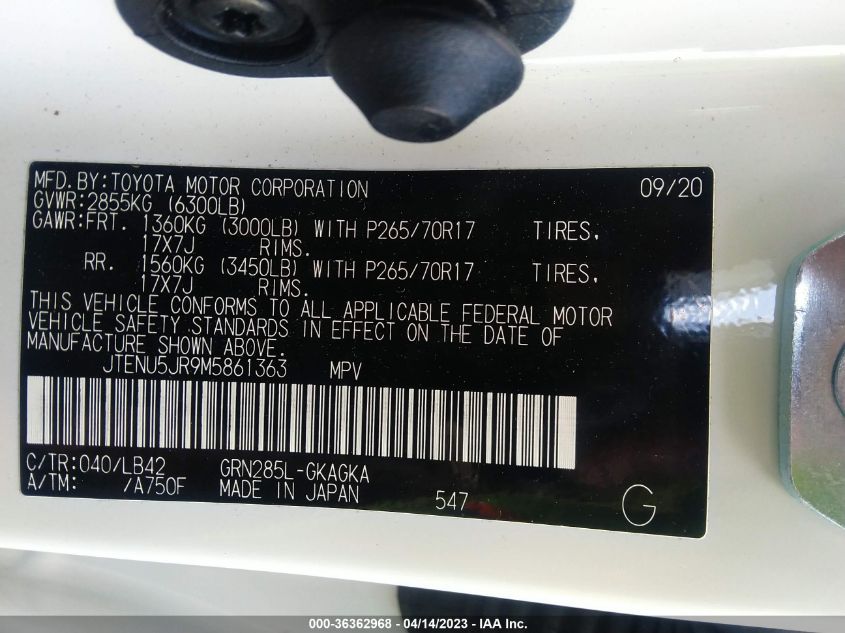 MFD.BY:TOYOTA MOTOR CORPORATION 09/20
GVWR:2855KG (6300LB)
GAWR:FRT. 1360KG (3000LB) WITH P265/70R17 TIRES,
17X7J RIMS.
RR. 1560KG (3450LB) WITH P265/70R17 TIRES,
17X7J RIMS.
THIS VEHICLE CONFORMS TO ALL APPLICABLE FEDERAL MOTOR
VEHICLE SAFETY STANDARDS IN EFFECT ON THE DATE OF
MANUFACTURE SHOWN ABOVE.
JTENU5JR9M5861363 MPV
C/TR:040/LB42 GRN285L-GKAGKA
A/TM: /A750F MADE IN JAPAN 547 G
000-36362968 - 04/14/2023 - IAA Inc.